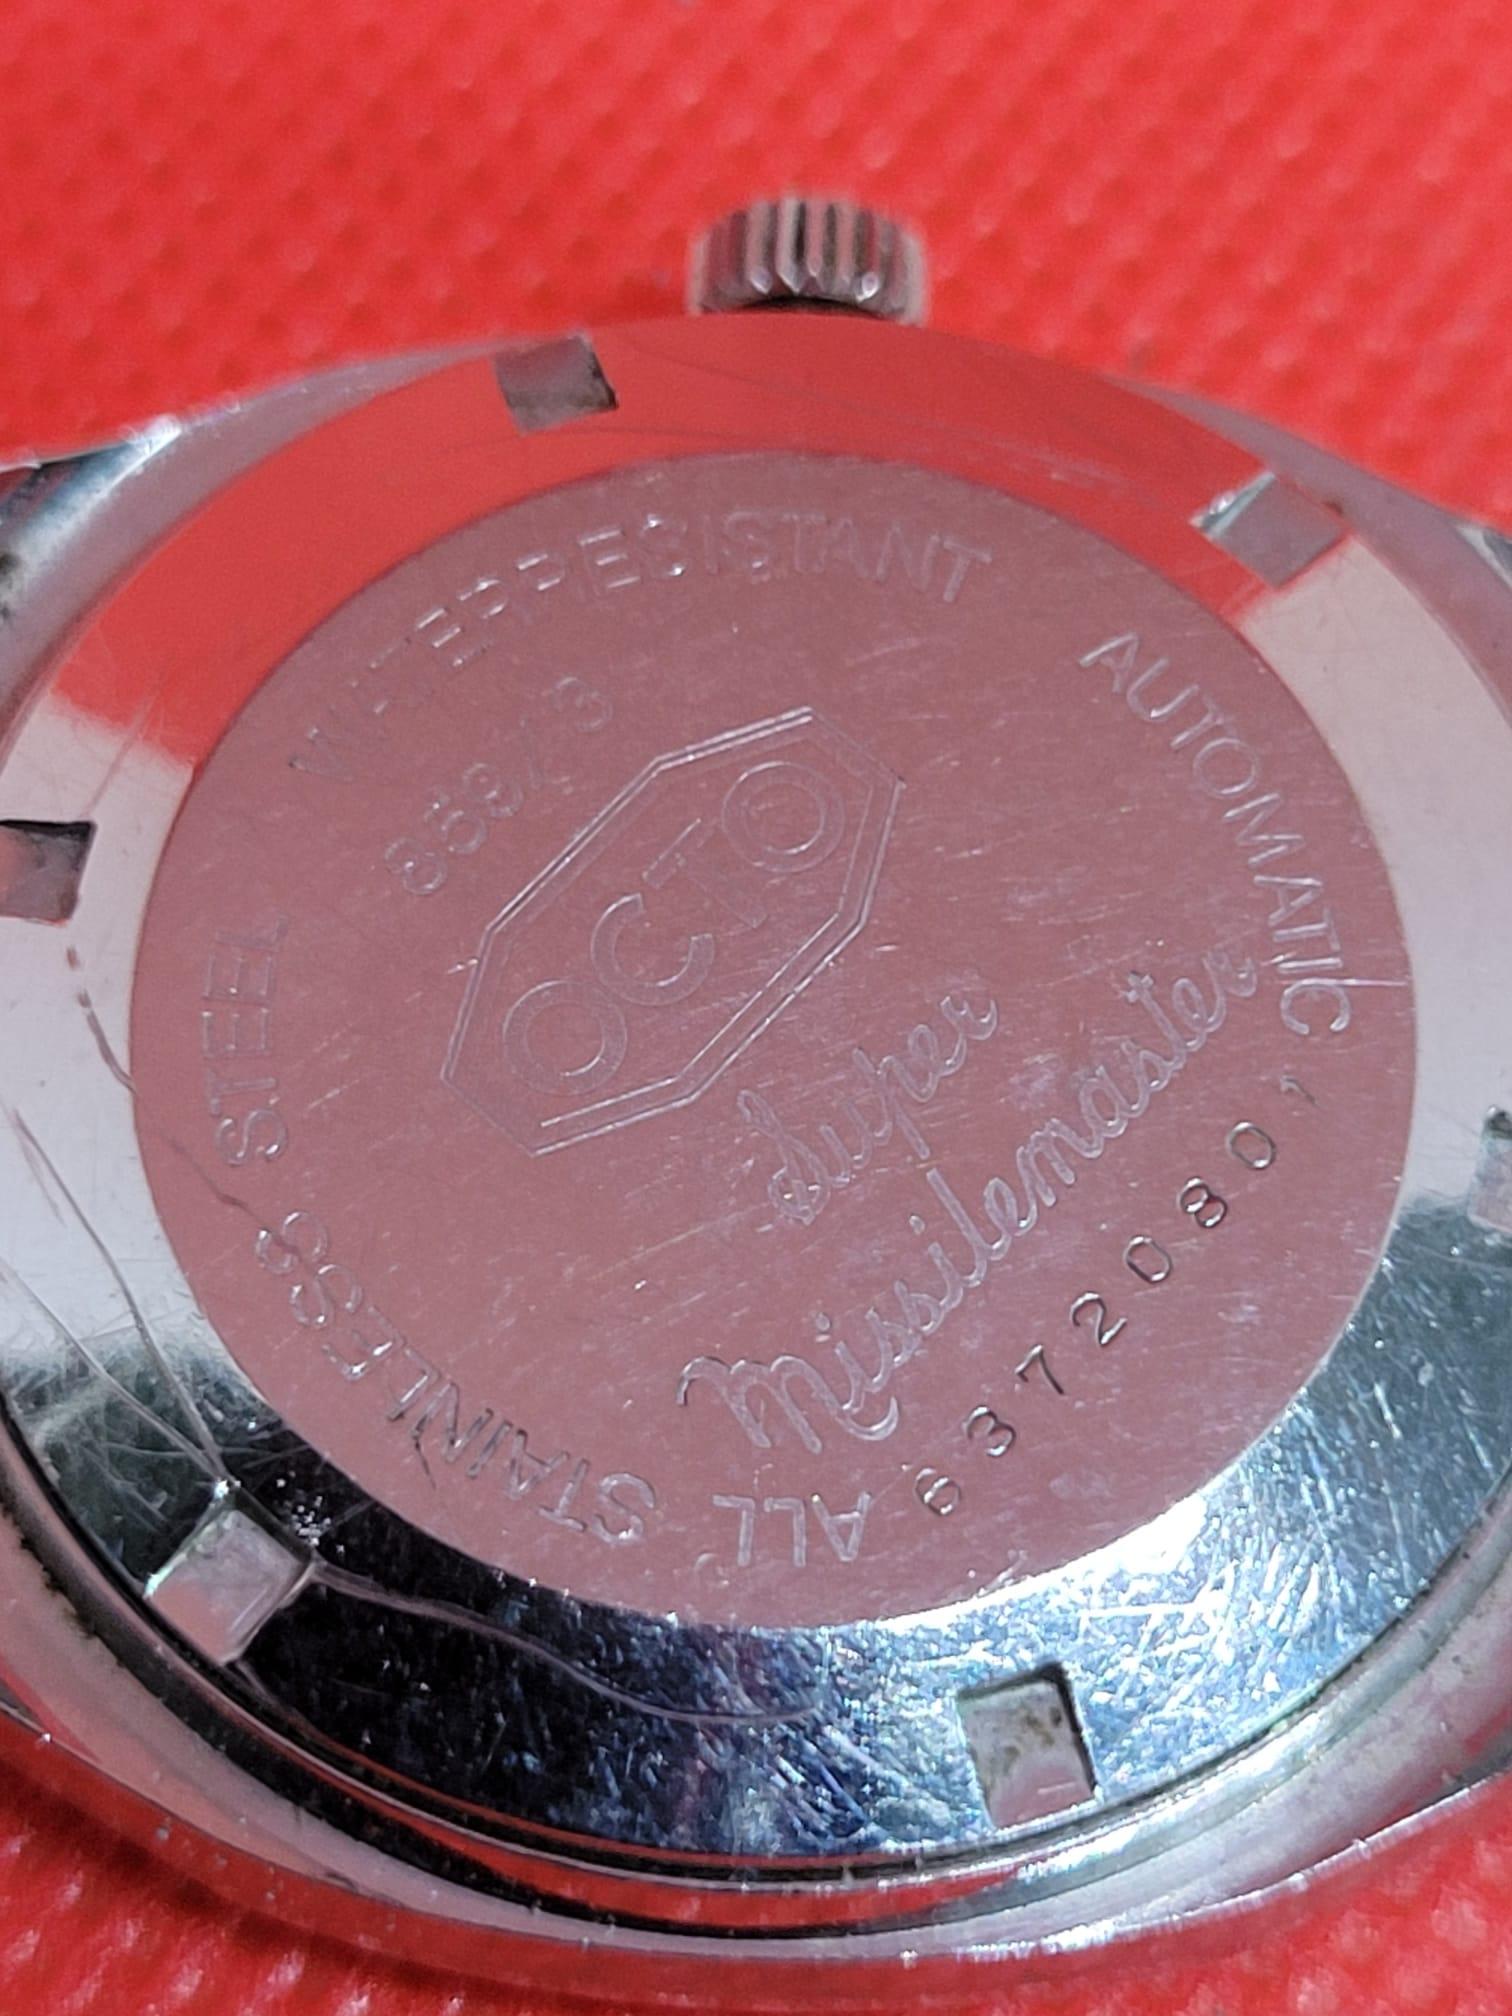 WATERRESISTANT
AUTOMATIC
OCTO
Super
Missilemaster
63720801
ALL STAINLESS STEEL